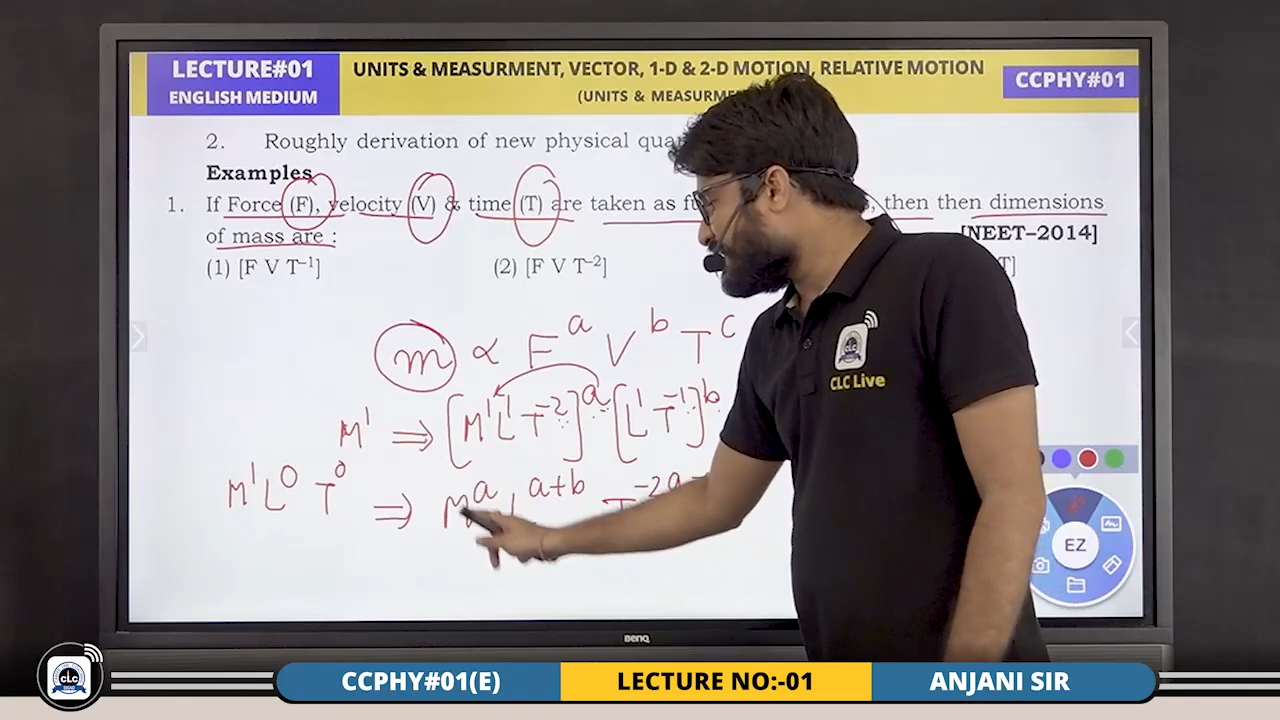 LECTURE#01
ENGLISH MEDIUM
UNITS & MEASURMENT, VECTOR, 1-D & 2-D MOTION, RELATIVE MOTION
(UNITS & MEASURME
CCPHY#01
2. Roughly derivation of new physical qua
Examples
1. If Force (F), velocity (V) & time (T) are taken as f , then then dimensions
of mass are : [NEET–2014]
(1) [F V T⁻¹] (2) [F V T⁻²] T]
m ∝ Fᵃ Vᵇ Tᶜ
M¹ ⇒ [M¹L¹T⁻²]ᵃ [L¹T⁻¹]ᵇ
M¹L⁰T⁰ ⇒ Mᵃ Lᵃ⁺ᵇ T⁻²ᵃ
CLC Live
EZ
BENQ
CLC
CCPHY#01(E)
LECTURE NO:-01
ANJANI SIR